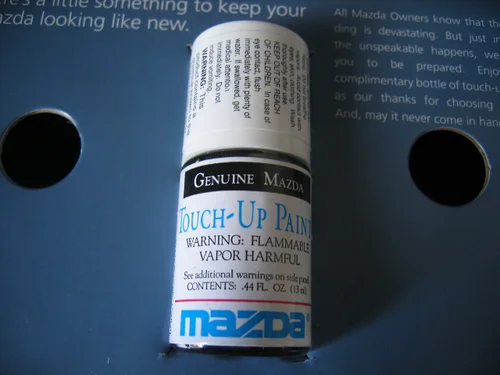 here's a little something to keep your
azda looking like new.
All Mazda Owners know that th
ding is devastating. But just in
the unspeakable happens, we
you to be prepared. Enjoy
complimentary bottle of touch-u
as our thanks for choosing
And, may it never come in hand
KEEP OUT OF REACH
OF CHILDREN. In case of
eye contact, flush
immediately with plenty of
water. If swallowed, get
medical attention
immediately. Do not
induce vomiting.
WARNING: This
GENUINE MAZDA
TOUCH-UP PAINT
WARNING: FLAMMABLE
VAPOR HARMFUL
See additional warnings on side panel
CONTENTS: .44 FL. OZ (13 ml)
mazda